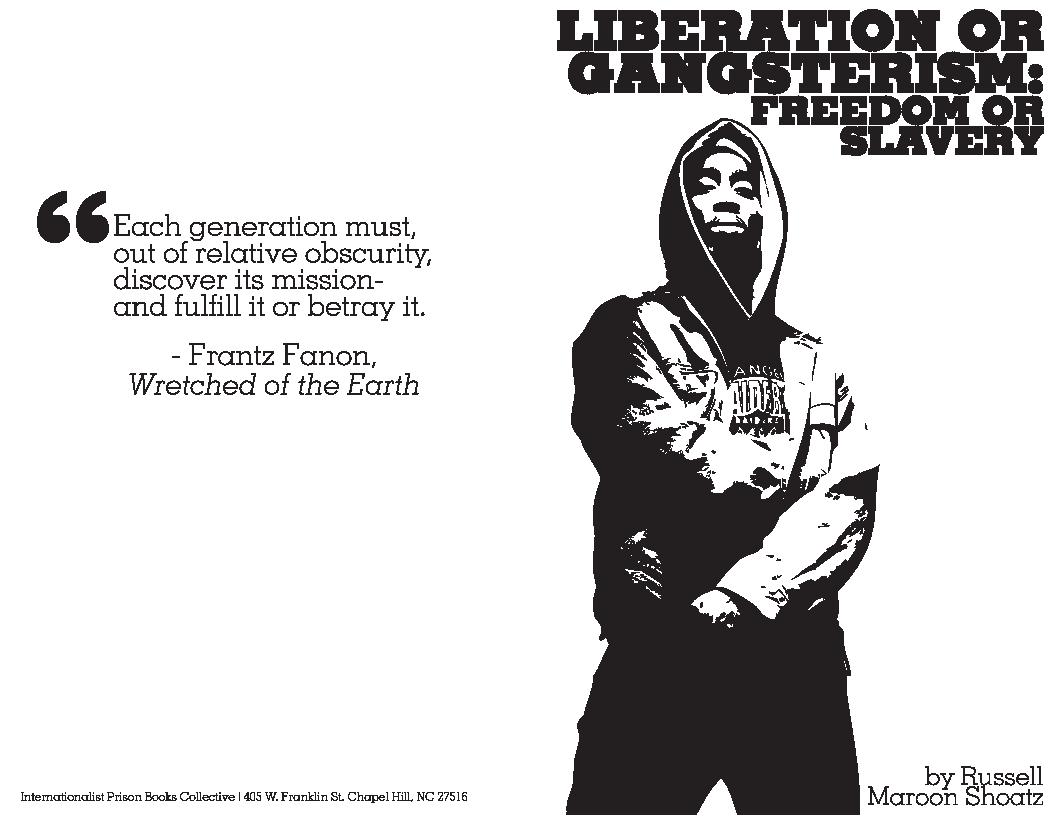 Each generation must,
out of relative obscurity,
discover its mission-
and fulfill it or betray it.
- Frantz Fanon,
Wretched of the Earth
Internationalist Prison Books Collective | 405 W. Franklin St. Chapel Hill, NC 27516
LIBERATION OR
GANGSTERISM:
FREEDOM OR
SLAVERY
by Russell
Maroon Shoatz